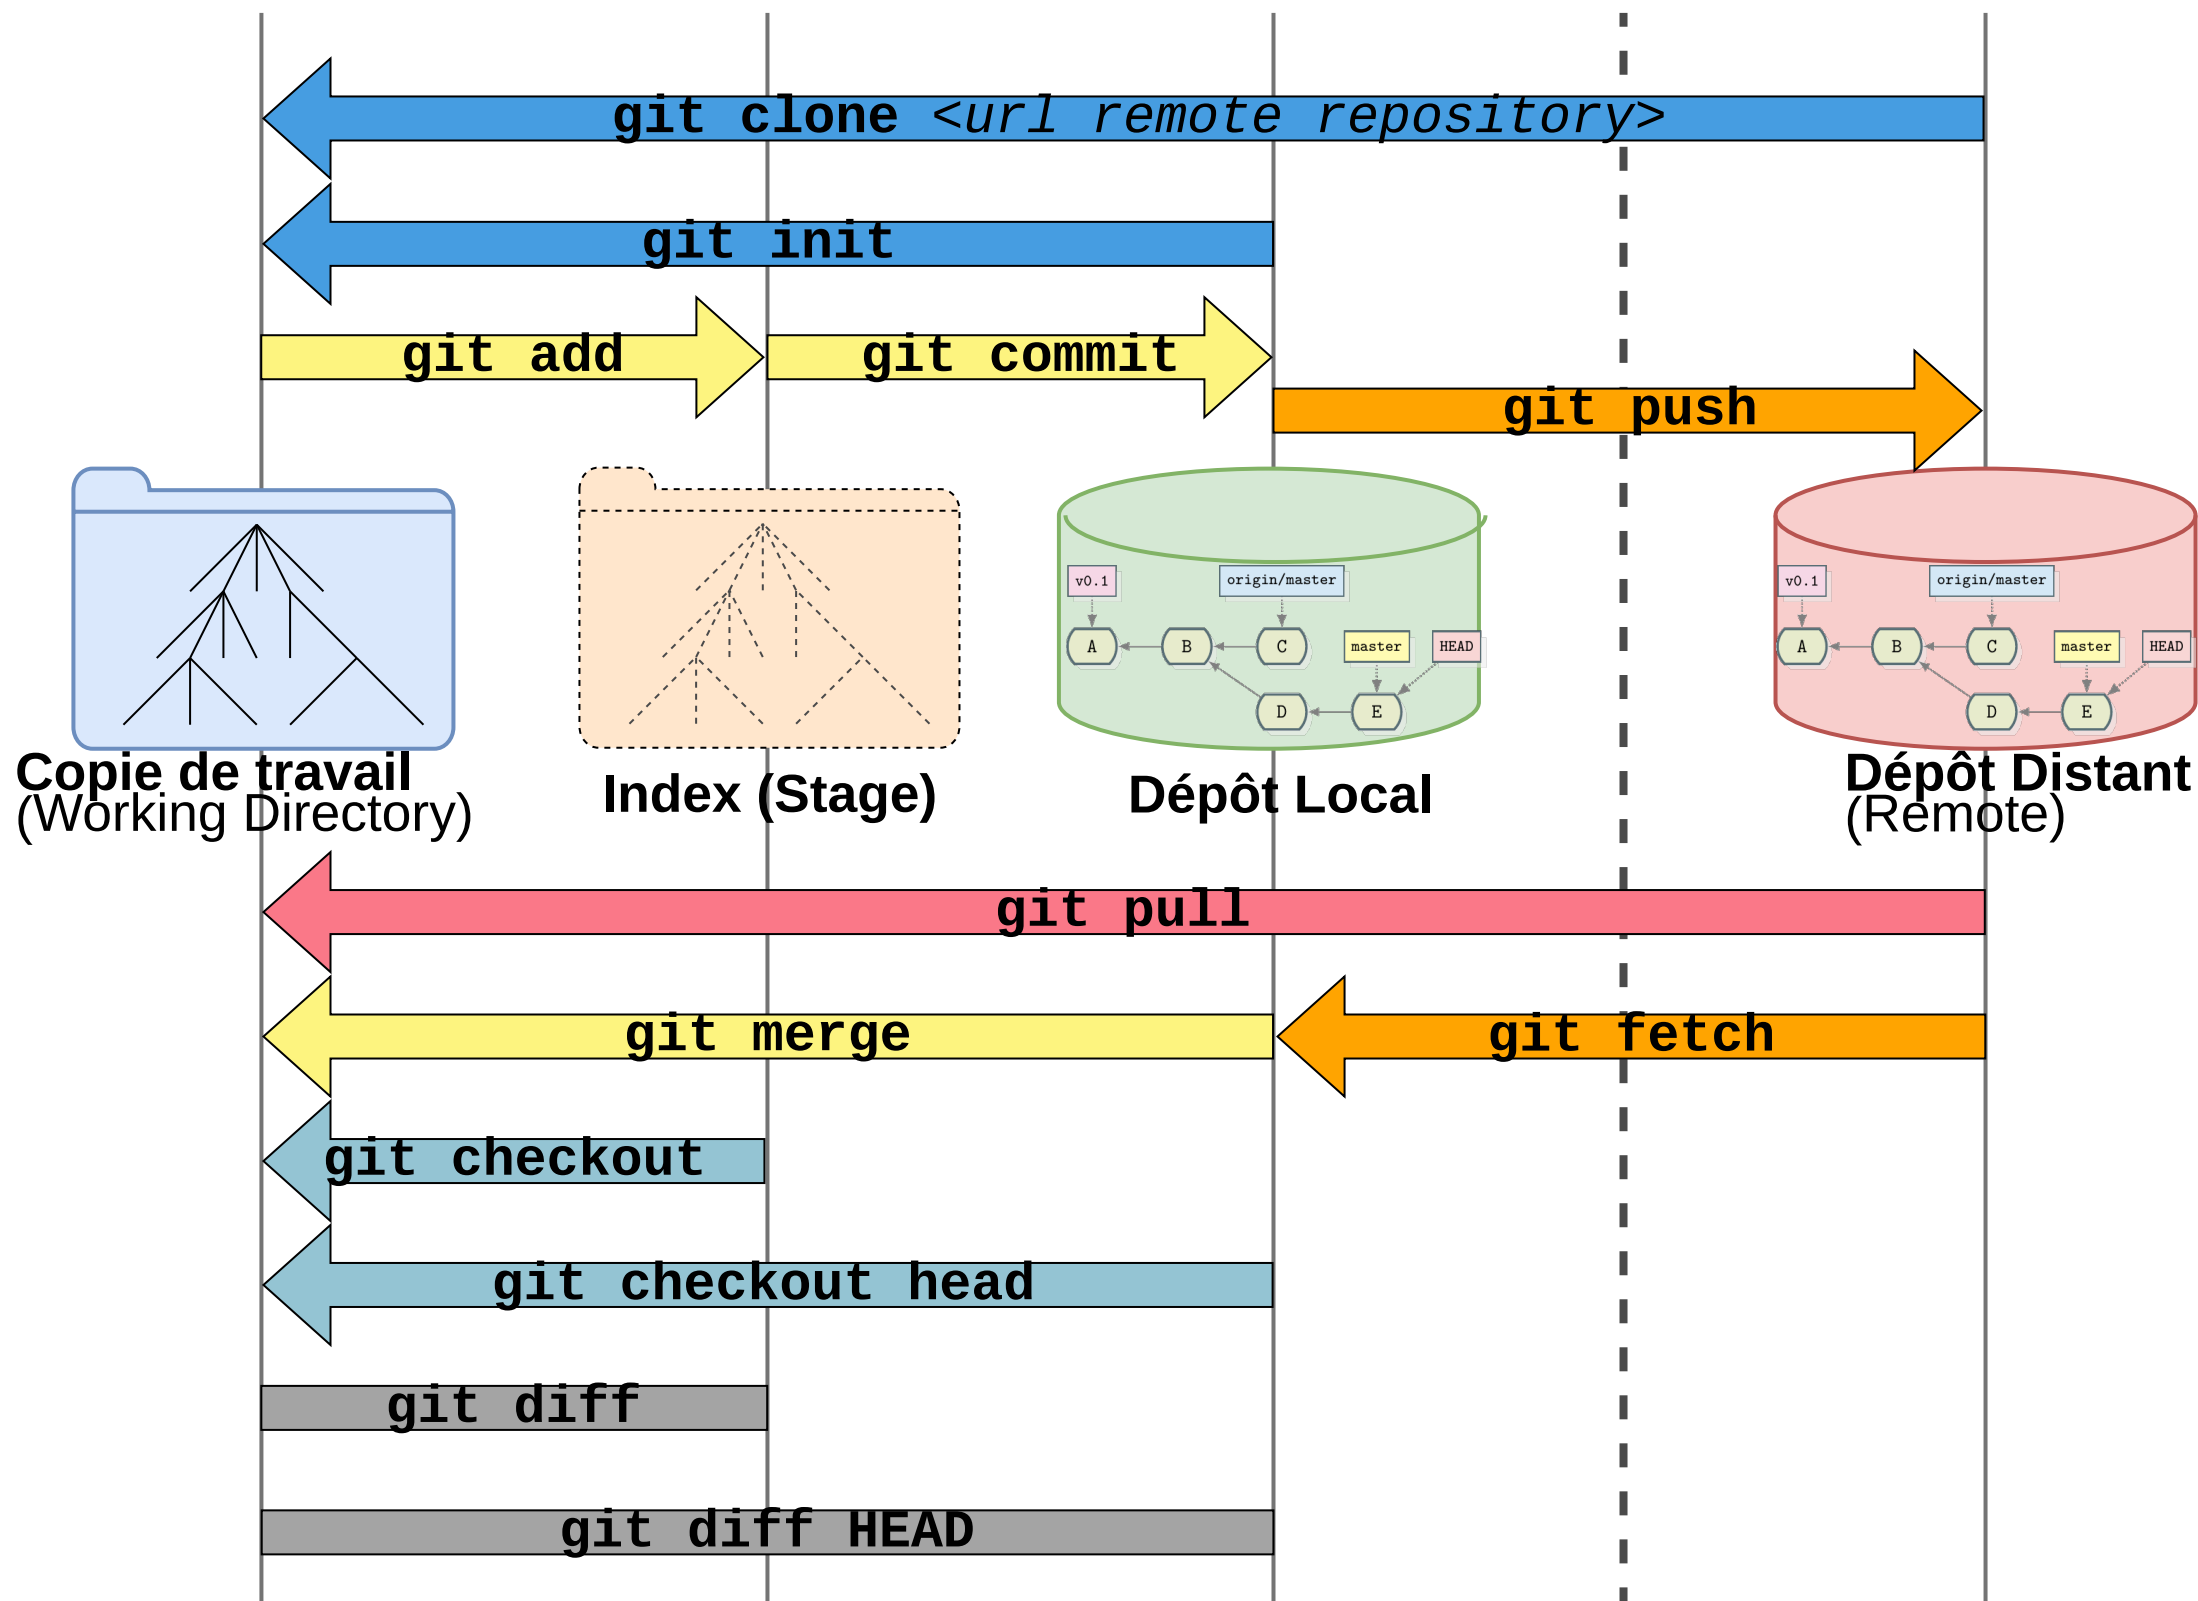 git clone <url remote repository>
git init
git add
git commit
git push
v0.1
origin/master
A
B
C
master
HEAD
D
E
v0.1
origin/master
A
B
C
master
HEAD
D
E
Copie de travail
(Working Directory)
Index (Stage)
Dépôt Local
Dépôt Distant
(Remote)
git pull
git merge
git fetch
git checkout
git checkout head
git diff
git diff HEAD